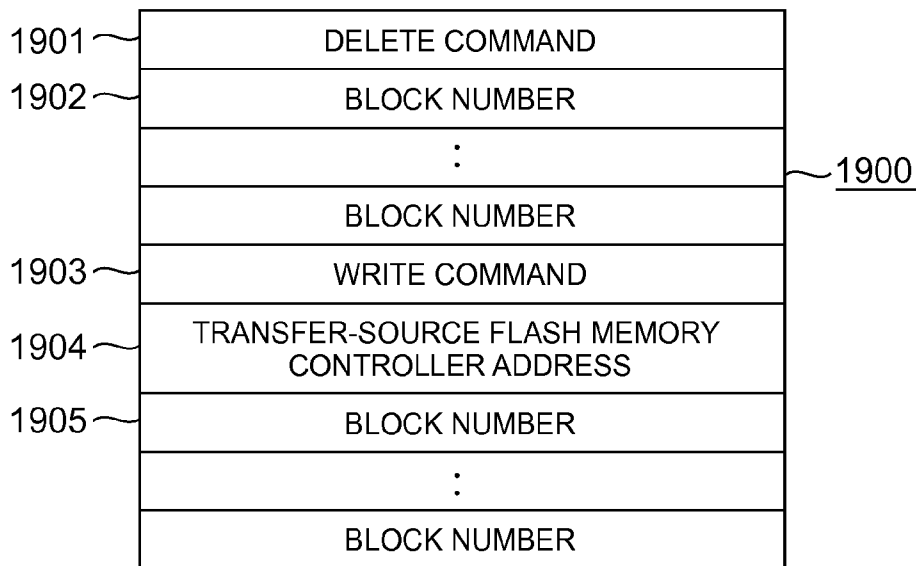 1901 DELETE COMMAND
1902 BLOCK NUMBER
:
1900
BLOCK NUMBER
1903 WRITE COMMAND
1904 TRANSFER-SOURCE FLASH MEMORY
CONTROLLER ADDRESS
1905 BLOCK NUMBER
:
BLOCK NUMBER